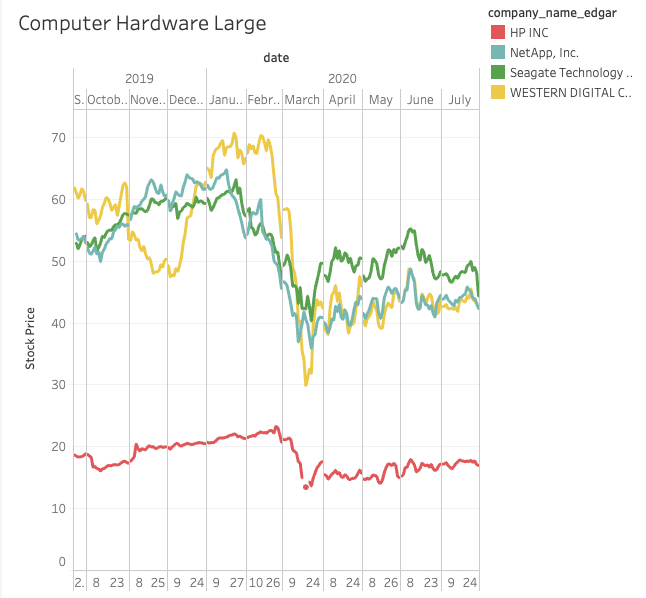 Computer Hardware Large
company_name_edgar
HP INC
NetApp, Inc.
Seagate Technology ..
WESTERN DIGITAL C..
date
2019 2020
S. Octob.. Nove.. Dece.. Janu.. Febr.. March April May June July
70
60
50
40
30
20
10
0
Stock Price
2. 8 23 8 25 9 24 9 27 10 26 9 24 8 24 8 26 8 23 9 24